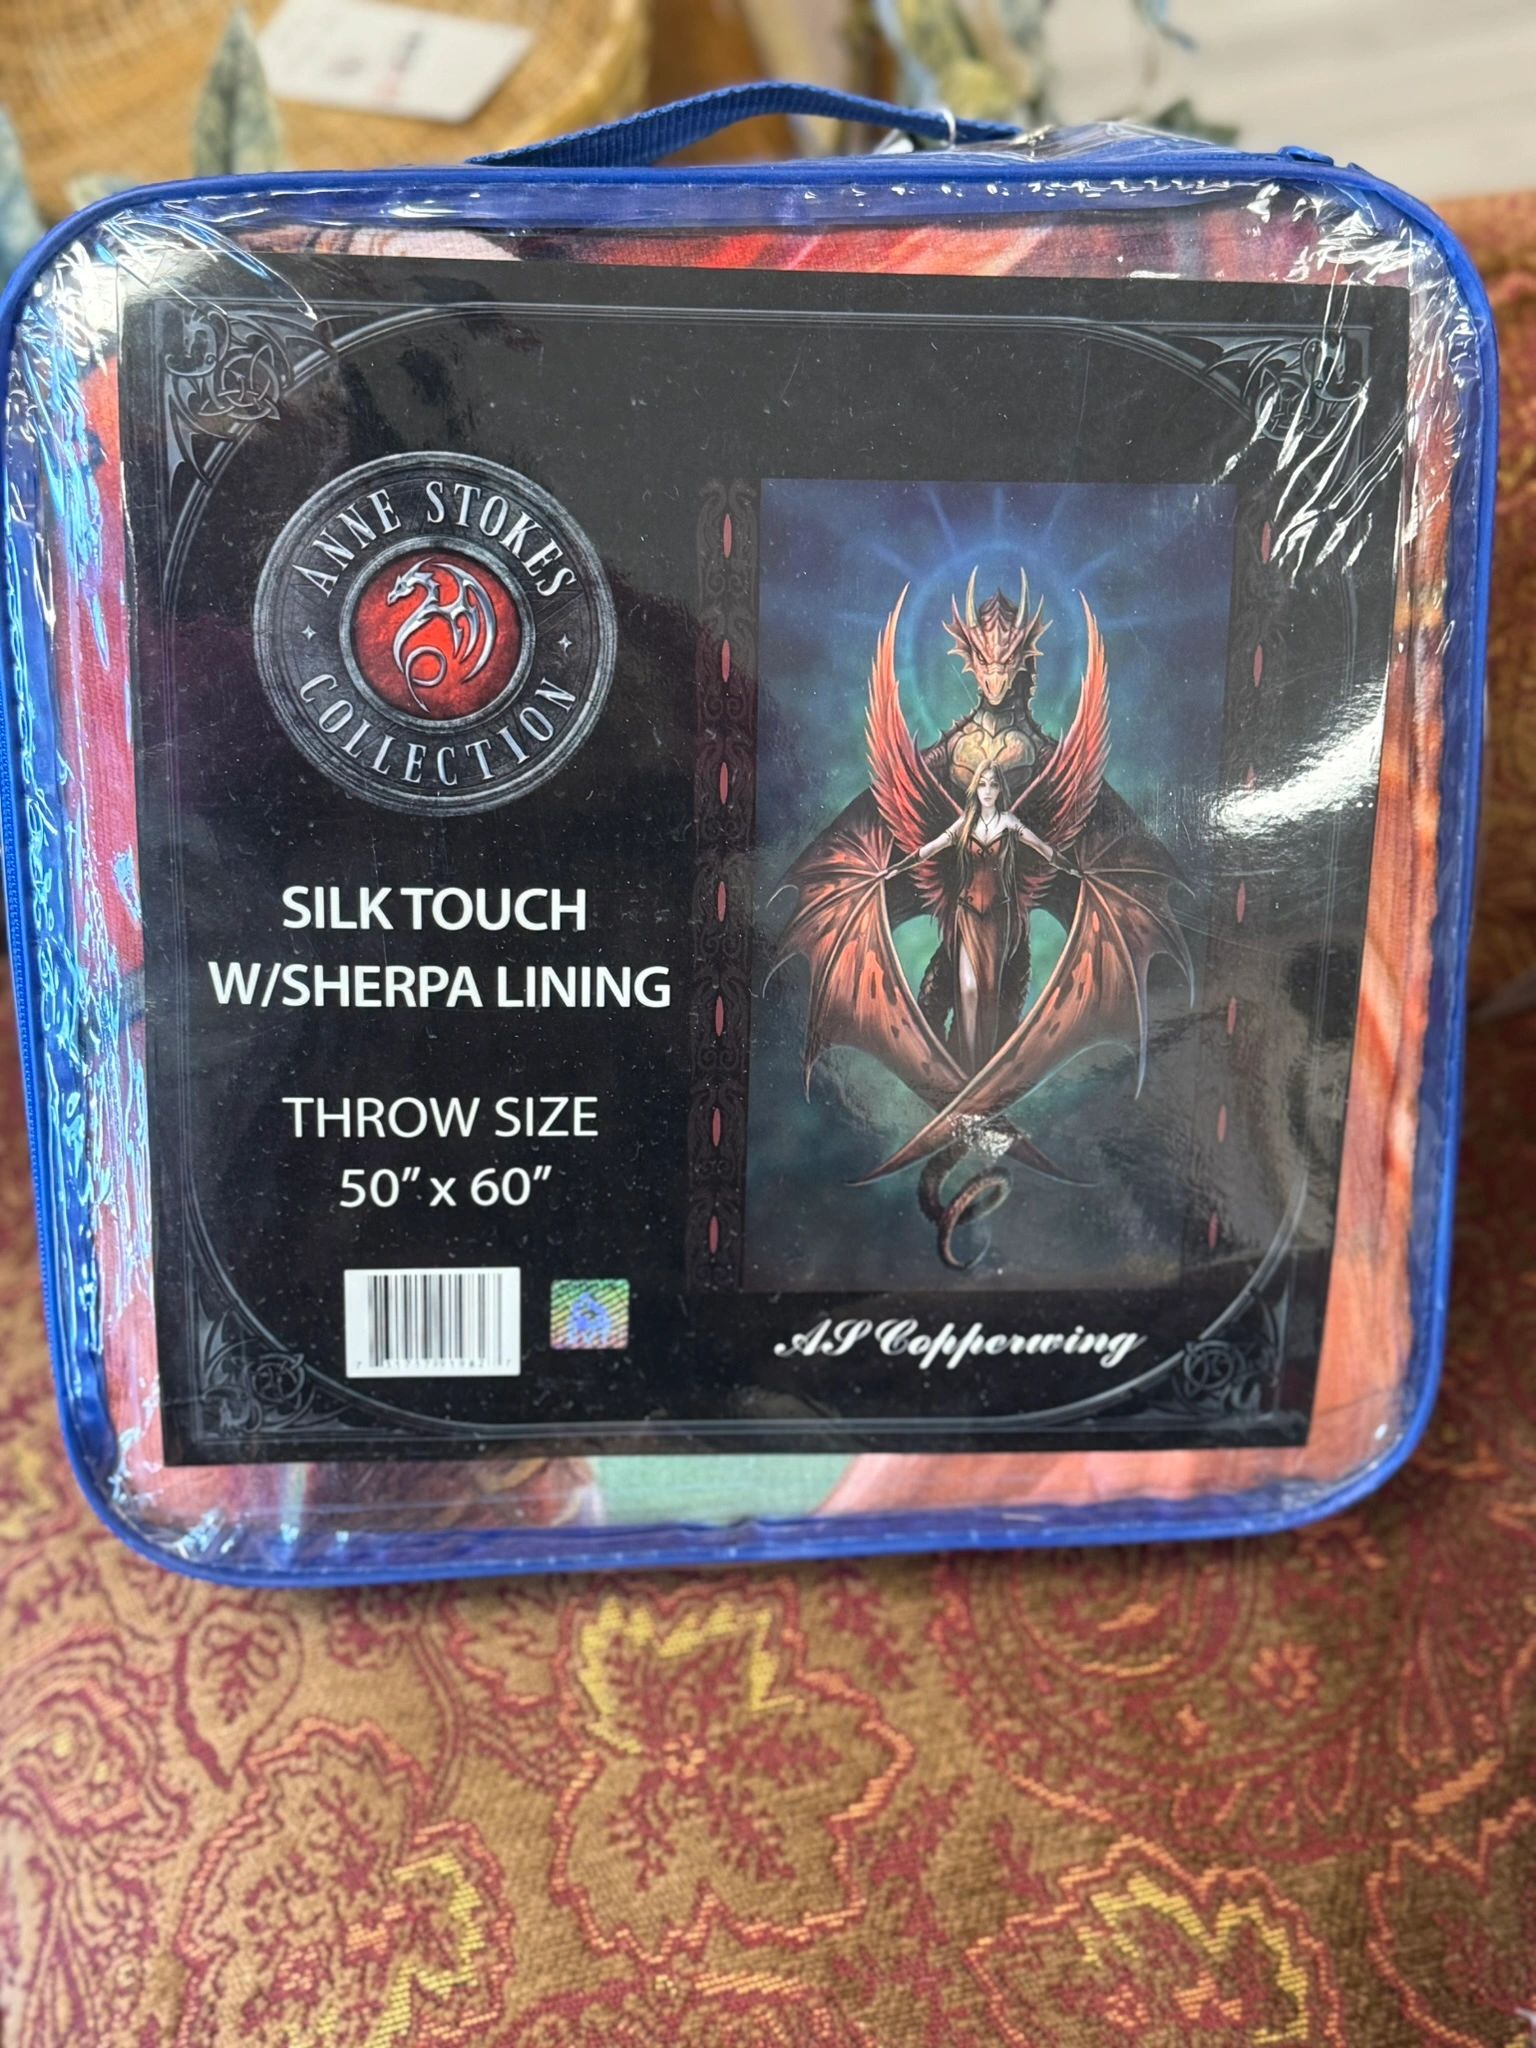 ANNE STOKES
COLLECTION
SILK TOUCH
W/SHERPA LINING
THROW SIZE
50” x 60”
AS Copperwing